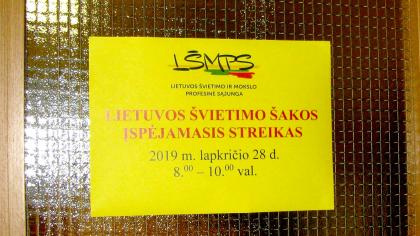 LŠMPS
LIETUVOS ŠVIETIMO IR MOKSLO
PROFESINĖ SĄJUNGA
LIETUVOS ŠVIETIMO ŠAKOS
ĮSPĖJAMASIS STREIKAS
2019 m. lapkričio 28 d.
8.00 – 10.00 val.